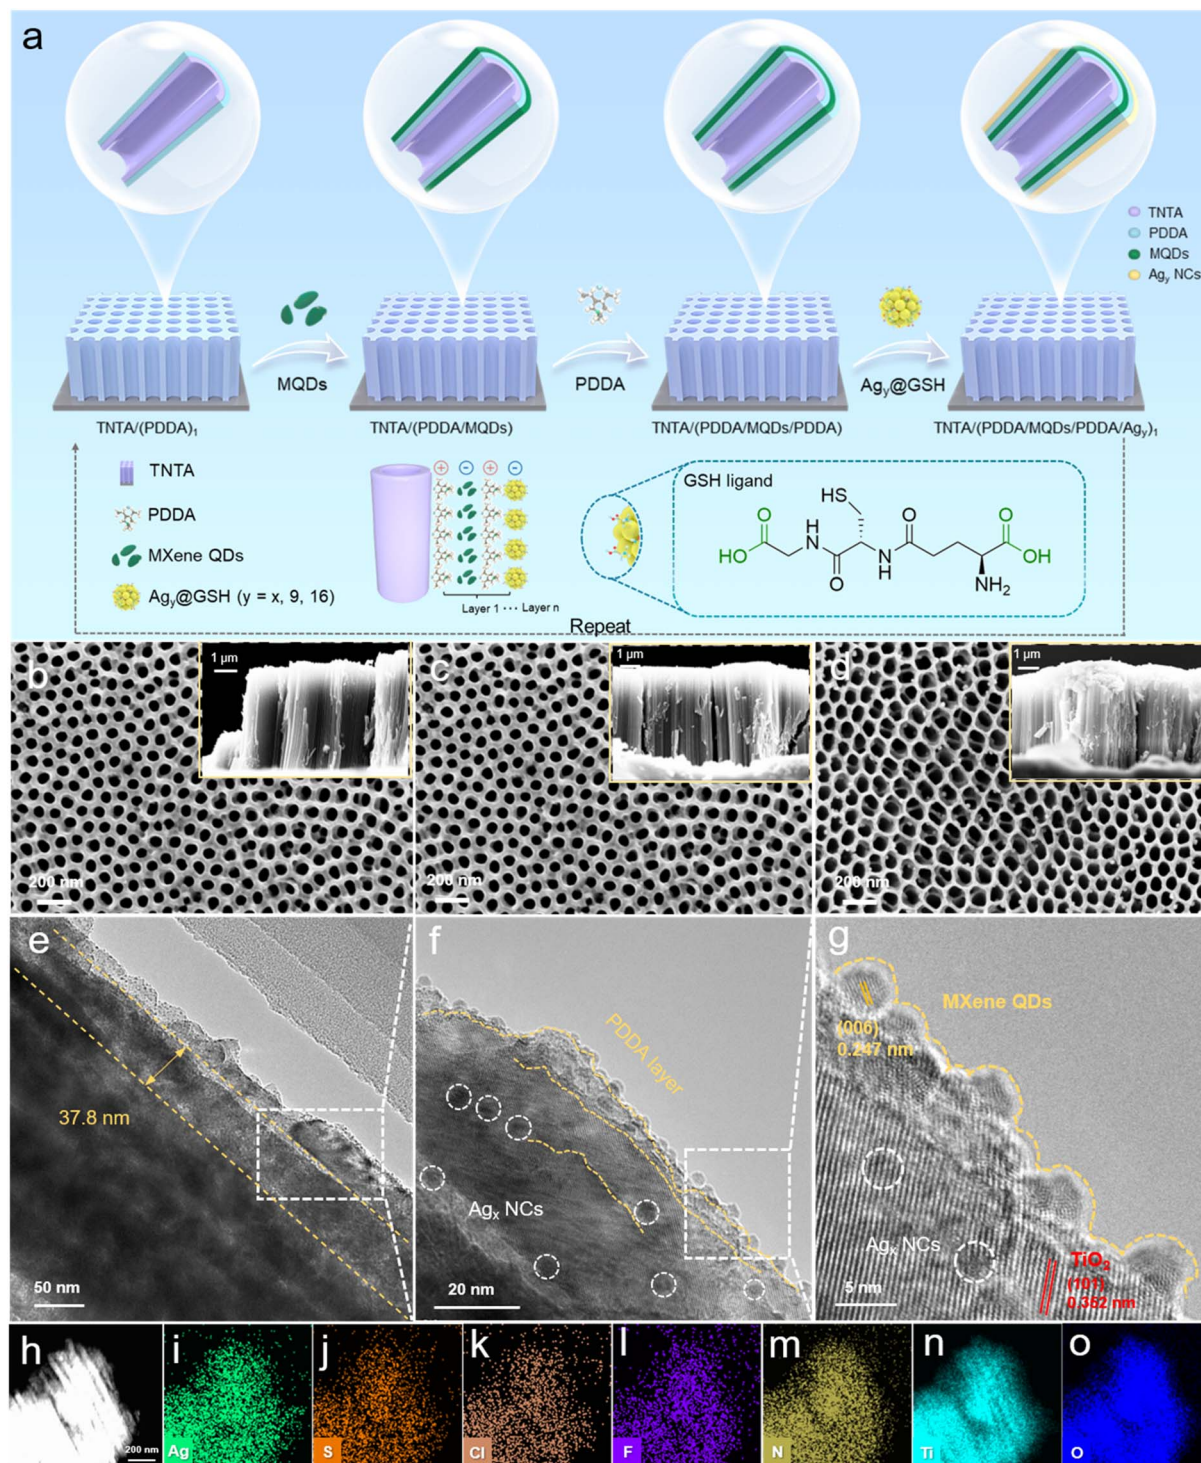 a
TNTA
PDDA
MQDs
Agy NCs
MQDs
PDDA
Agy@GSH
TNTA/(PDDA)1
TNTA/(PDDA/MQDs)
TNTA/(PDDA/MQDs/PDDA)
TNTA/(PDDA/MQDs/PDDA/Agy)1
TNTA
PDDA
MXene QDs
Agy@GSH (y = x, 9, 16)
+ - + -
Layer 1 ··· Layer n
GSH ligand
HS
O
HO
H
N
O
N
H
O
O
OH
NH2
Repeat
b
1 μm
200 nm
c
1 μm
200 nm
d
1 μm
200 nm
e
37.8 nm
50 nm
f
PDDA layer
Agx NCs
20 nm
g
MXene QDs
(006)
0.247 nm
Agx NCs
TiO2
(101)
0.352 nm
5 nm
h
200 nm
i
Ag
j
S
k
Cl
l
F
m
N
n
Ti
o
O